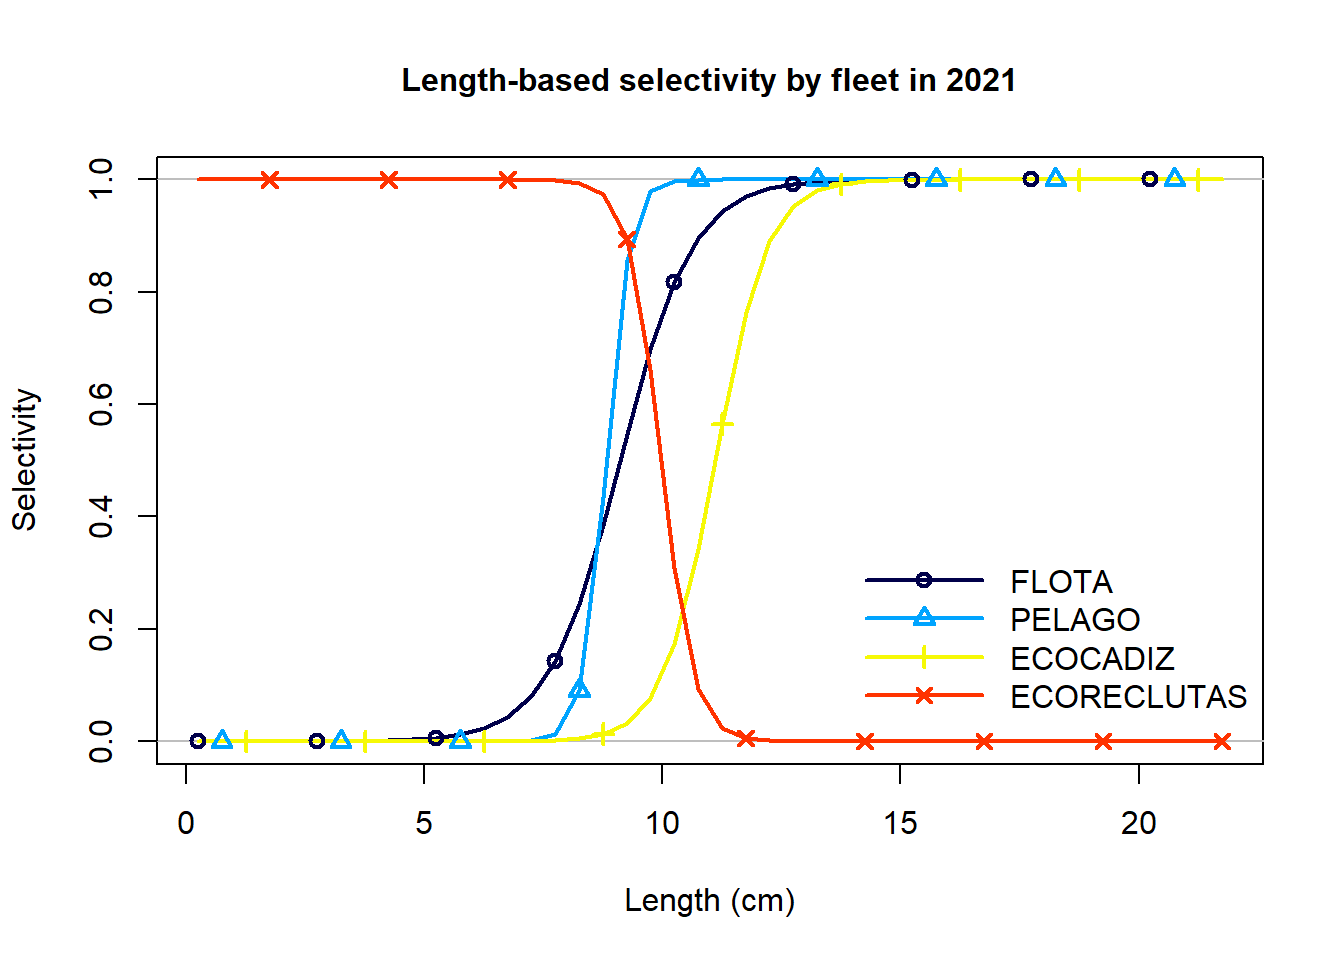 Length-based selectivity by fleet in 2021
1.0
0.8
0.6
0.4
0.2
0.0
Selectivity
FLOTA
PELAGO
ECOCADIZ
ECORECLUTAS
0 5 10 15 20
Length (cm)